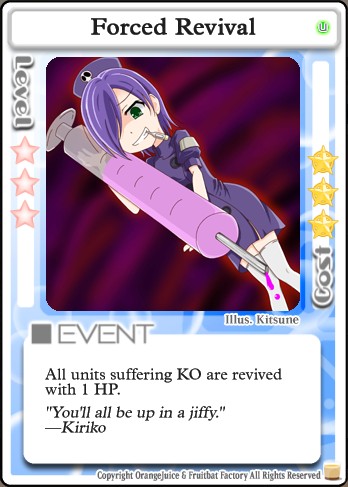 Forced Revival
U
Level
Cost
Illus. Kitsune
EVENT
All units suffering KO are revived
with 1 HP.
"You'll all be up in a jiffy."
—Kiriko
Copyright OrangeJuice & Fruitbat Factory All Rights Reserved